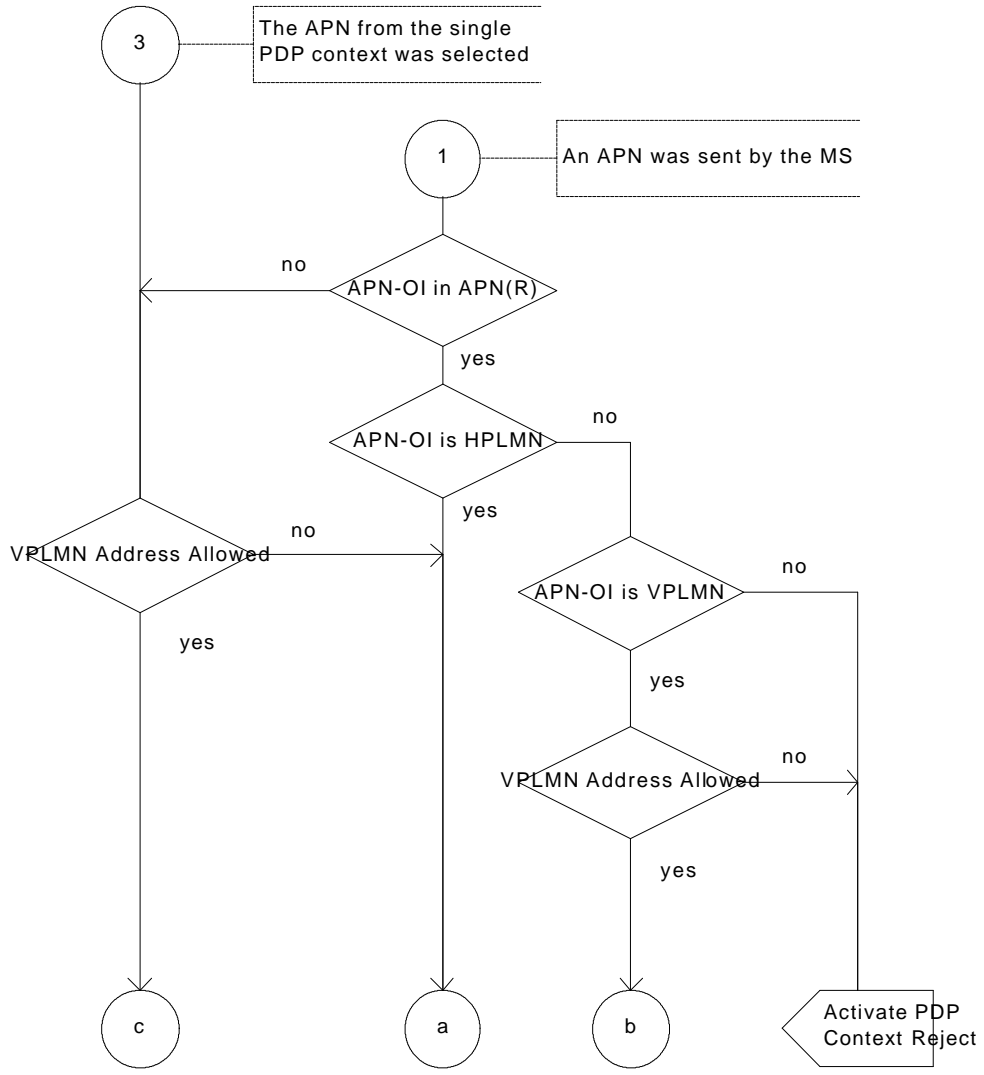 3
The APN from the single
PDP context was selected
1
An APN was sent by the MS
no
APN-OI in APN(R)
yes
no
APN-OI is HPLMN
yes
no
VPLMN Address Allowed
no
APN-OI is VPLMN
yes
yes
no
VPLMN Address Allowed
yes
c
a
b
Activate PDP
Context Reject